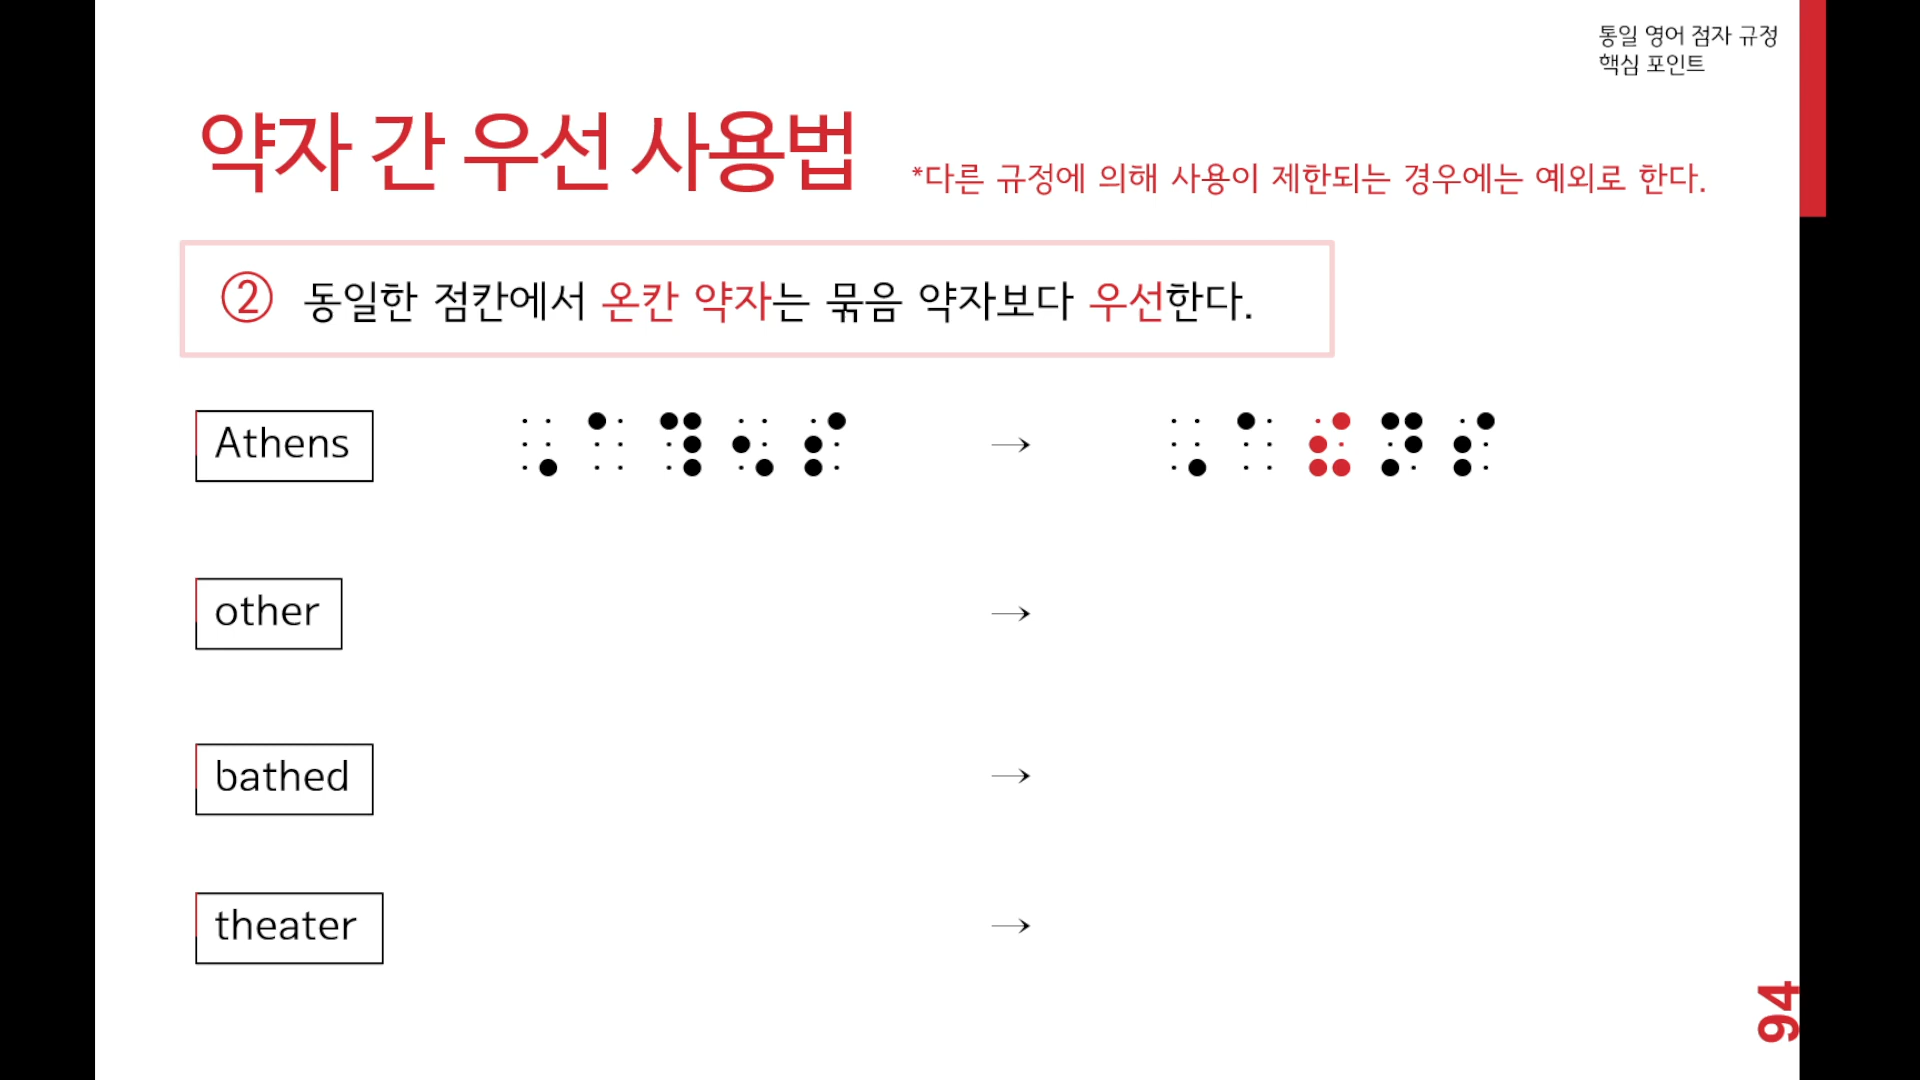 통일 영어 점자 규정
핵심 포인트
약자 간 우선 사용법 *다른 규정에 의해 사용이 제한되는 경우에는 예외로 한다.
② 동일한 점칸에서 온칸 약자는 묶음 약자보다 우선한다.
Athens ⠠⠁⠹⠢⠎ → ⠠⠁⠮⠝⠎
other →
bathed →
theater →
94